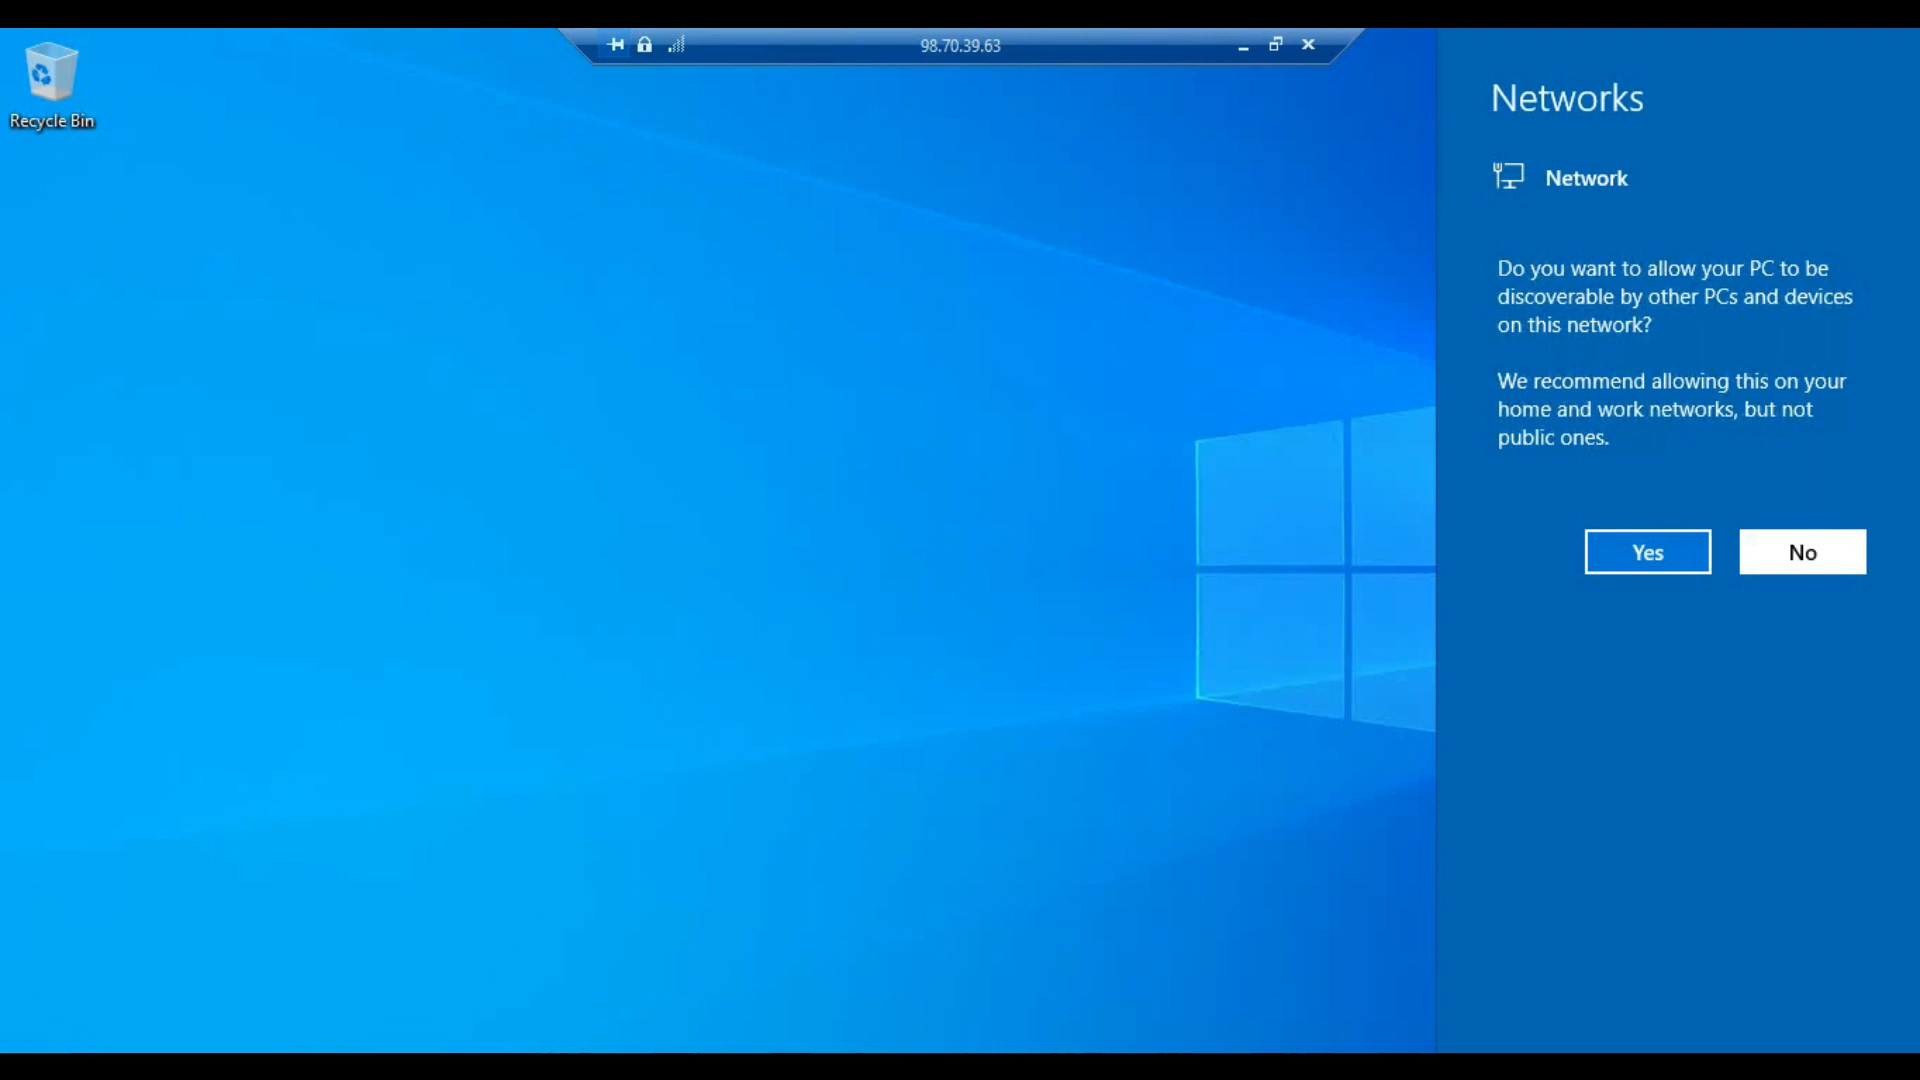 98.70.39.63
Recycle Bin
Networks
Network
Do you want to allow your PC to be
discoverable by other PCs and devices
on this network?
We recommend allowing this on your
home and work networks, but not
public ones.
Yes
No